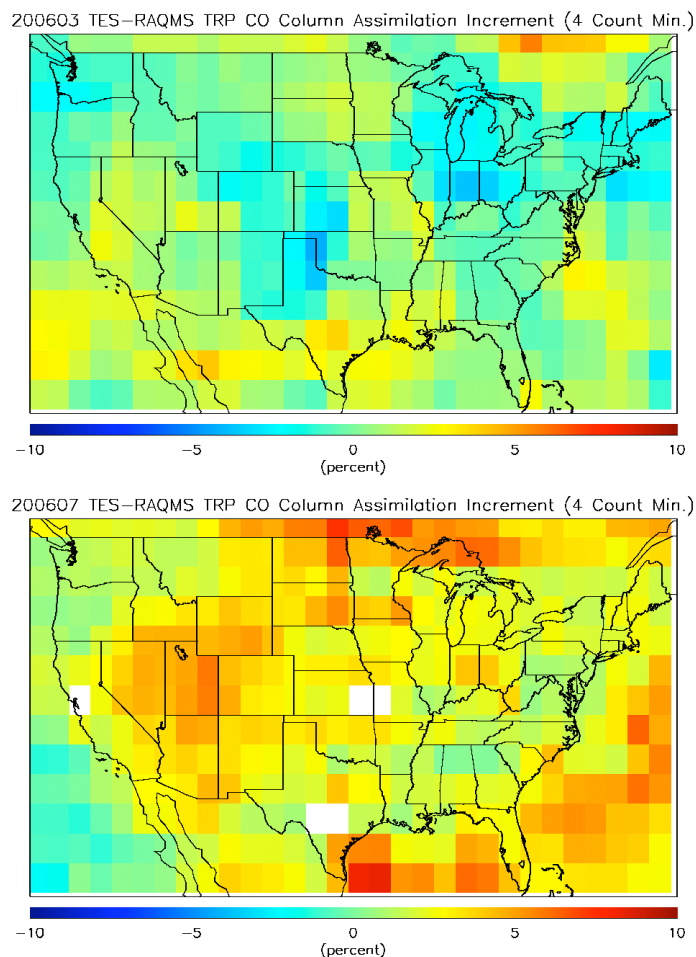 200603 TES-RAQMS TRP CO Column Assimilation Increment (4 Count Min.)
-10 -5 0 5 10
(percent)
200607 TES-RAQMS TRP CO Column Assimilation Increment (4 Count Min.)
-10 -5 0 5 10
(percent)